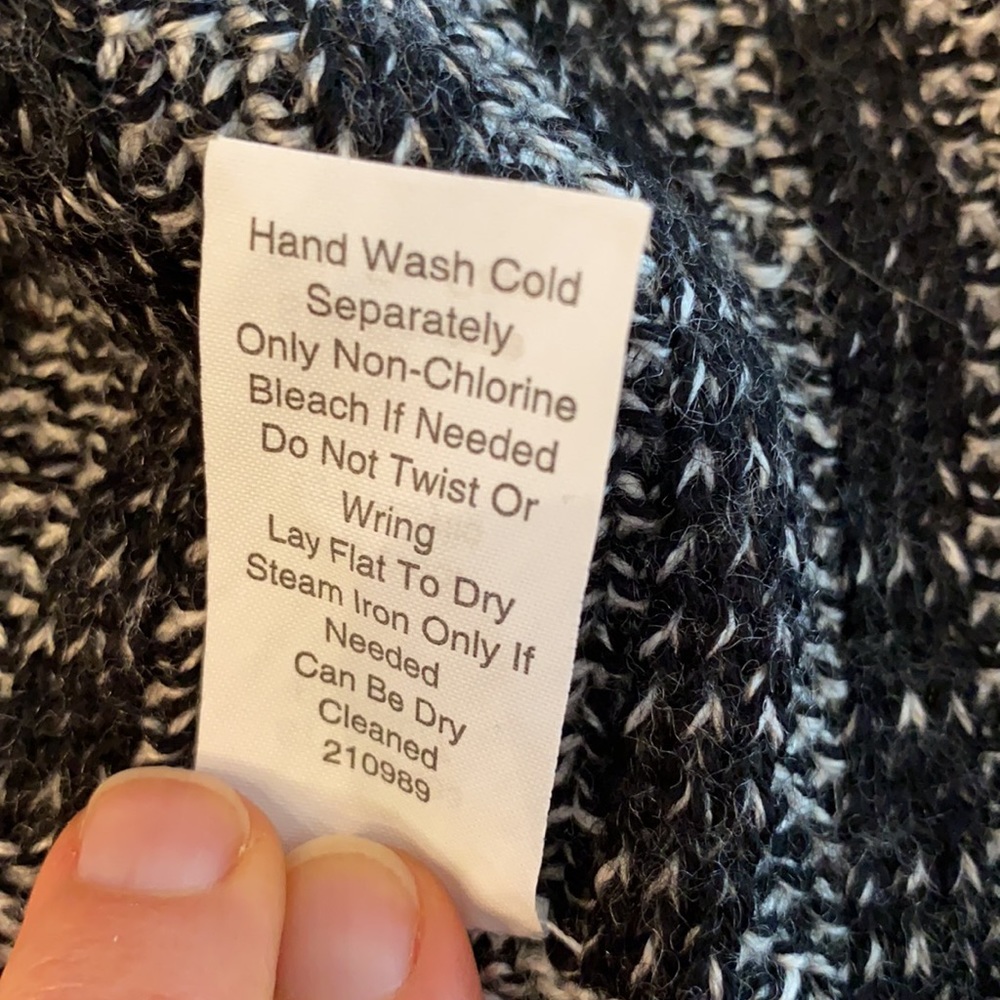 Hand Wash Cold
Separately
Only Non-Chlorine
Bleach If Needed
Do Not Twist Or
Wring
Lay Flat To Dry
Steam Iron Only If
Needed
Can Be Dry
Cleaned
210989